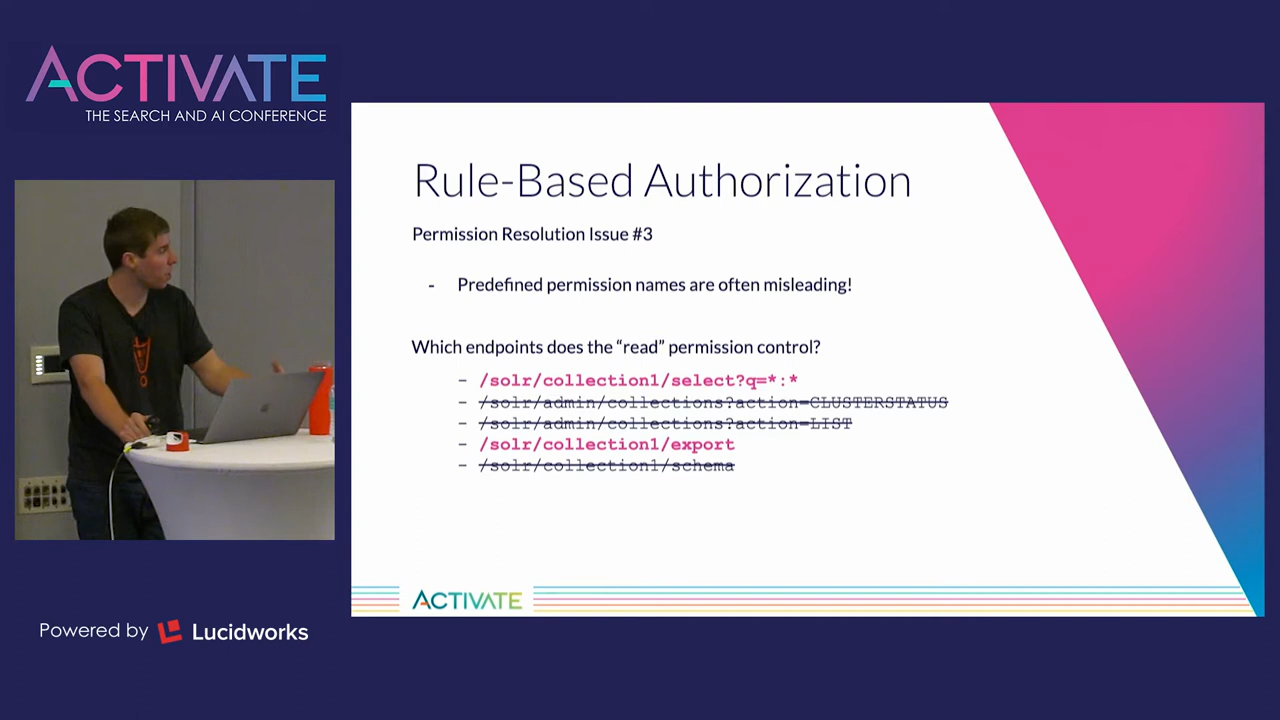 ACTIVATE
THE SEARCH AND AI CONFERENCE
Rule-Based Authorization
Permission Resolution Issue #3
- Predefined permission names are often misleading!
Which endpoints does the “read” permission control?
- /solr/collection1/select?q=*:*
- /solr/admin/collections?action=CLUSTERSTATUS
- /solr/admin/collections?action=LIST
- /solr/collection1/export
- /solr/collection1/schema
ACTIVATE
Powered by Lucidworks